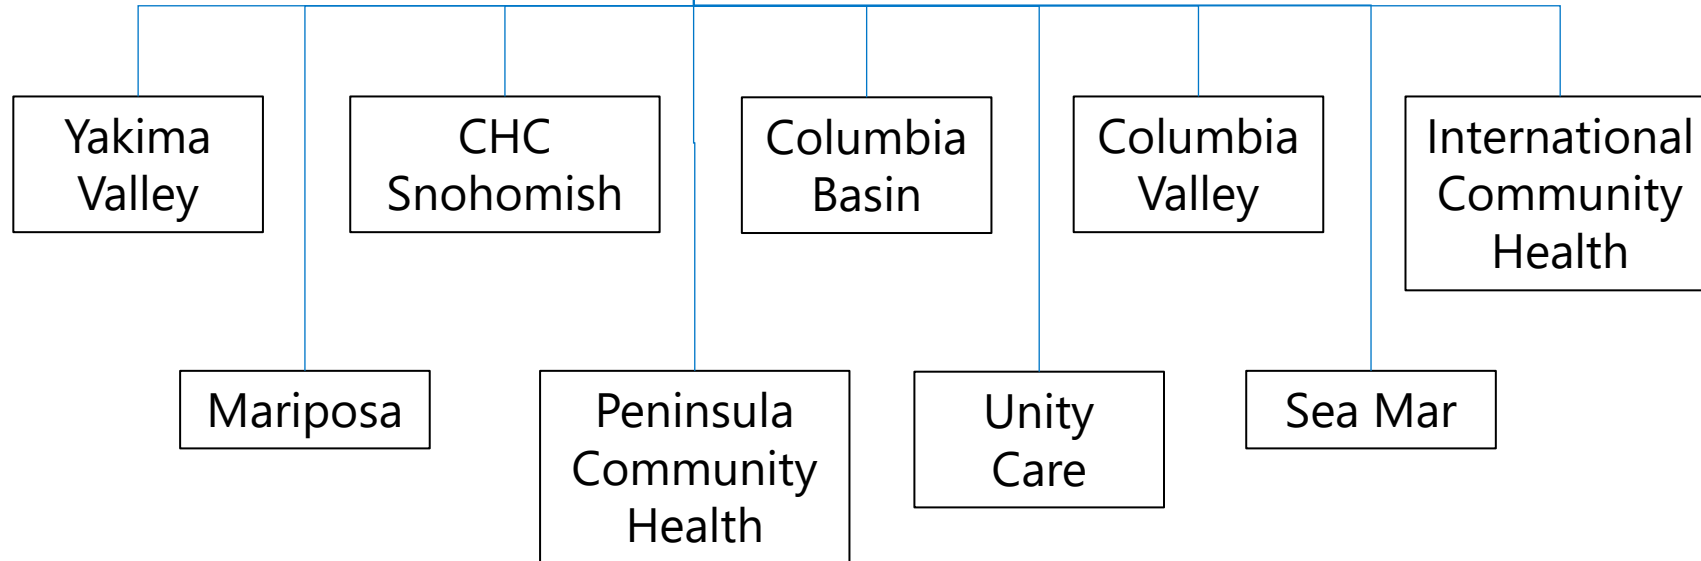 Yakima
Valley
CHC
Snohomish
Columbia
Basin
Columbia
Valley
International
Community
Health
Mariposa
Peninsula
Community
Health
Unity
Care
Sea Mar